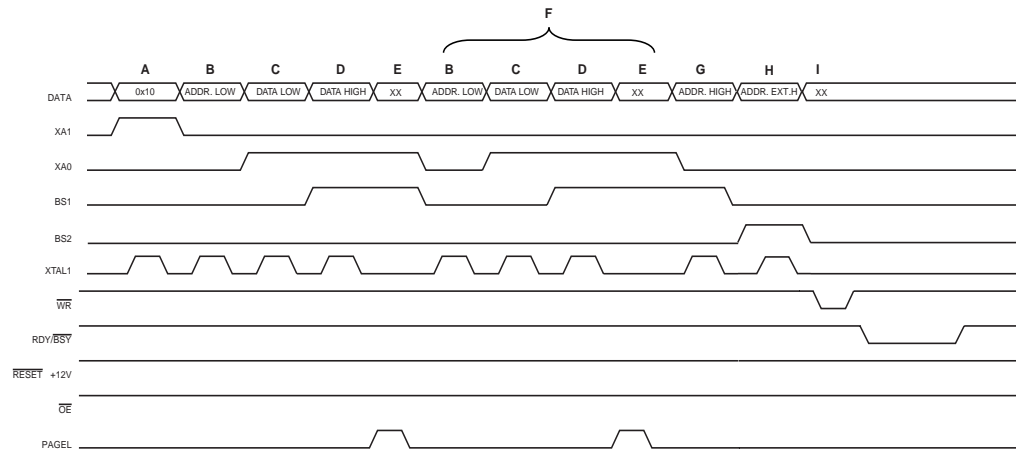 F
A B C D E B C D E G H I
DATA 0x10 ADDR. LOW DATA LOW DATA HIGH XX ADDR. LOW DATA LOW DATA HIGH XX ADDR. HIGH ADDR. EXT.H XX
XA1
XA0
BS1
BS2
XTAL1
WR
RDY/BSY
RESET +12V
OE
PAGEL